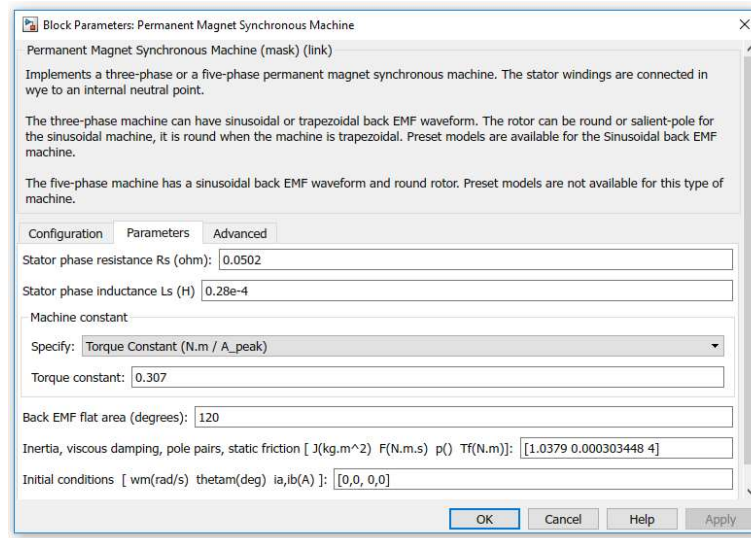 Block Parameters: Permanent Magnet Synchronous Machine
Permanent Magnet Synchronous Machine (mask) (link)
Implements a three-phase or a five-phase permanent magnet synchronous machine. The stator windings are connected in
wye to an internal neutral point.
The three-phase machine can have sinusoidal or trapezoidal back EMF waveform. The rotor can be round or salient-pole for
the sinusoidal machine, it is round when the machine is trapezoidal. Preset models are available for the Sinusoidal back EMF
machine.
The five-phase machine has a sinusoidal back EMF waveform and round rotor. Preset models are not available for this type of
machine.
Configuration Parameters Advanced
Stator phase resistance Rs (ohm): 0.0502
Stator phase inductance Ls (H) 0.28e-4
Machine constant
Specify: Torque Constant (N.m / A_peak)
Torque constant: 0.307
Back EMF flat area (degrees): 120
Inertia, viscous damping, pole pairs, static friction [ J(kg.m^2) F(N.m.s) p() Tf(N.m)]: [1.0379 0.000303448 4]
Initial conditions [ wm(rad/s) thetam(deg) ia,ib(A) ]: [0,0, 0,0]
OK Cancel Help Apply